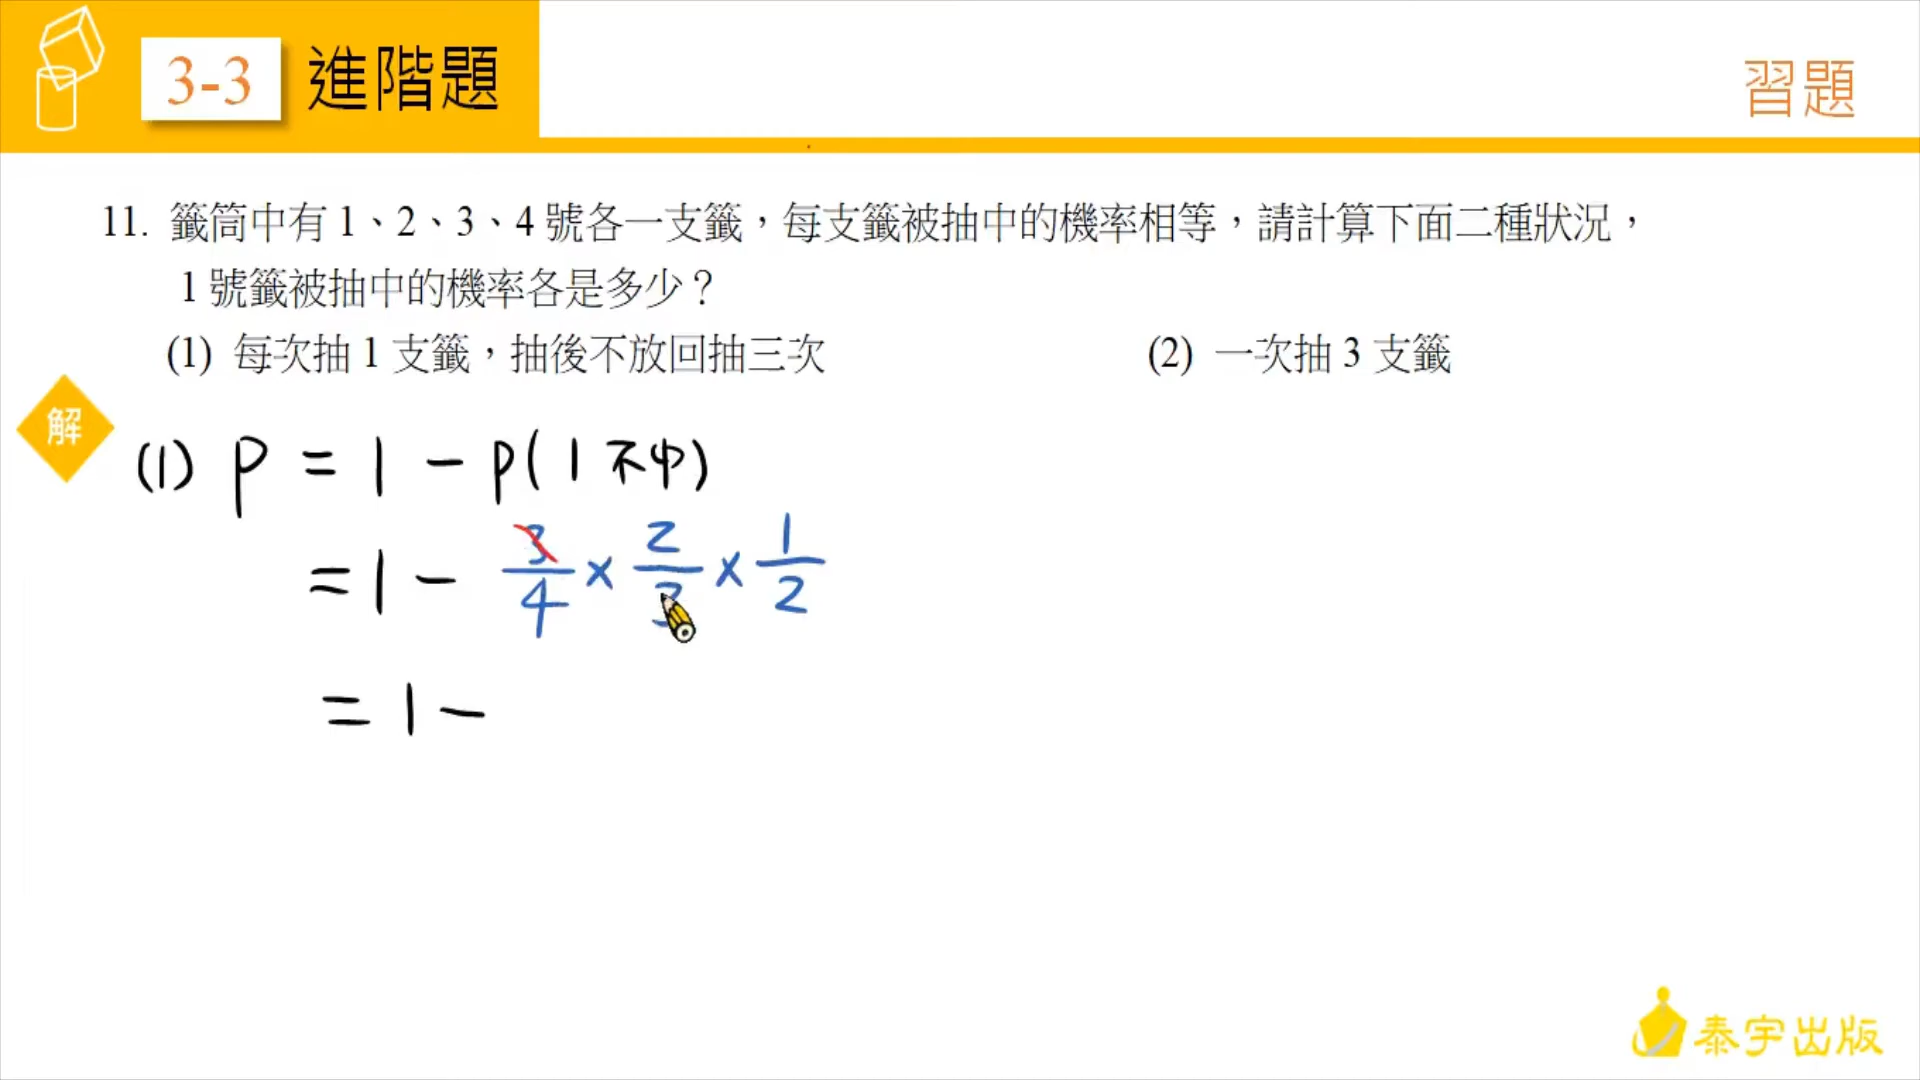 3-3 進階題
習題
11. 籤筒中有 1、2、3、4 號各一支籤，每支籤被抽中的機率相等，請計算下面二種狀況，
1 號籤被抽中的機率各是多少？
(1) 每次抽 1 支籤，抽後不放回抽三次 (2) 一次抽 3 支籤
解
(1) P = 1 - P(1不中)
= 1 - 3/4 × 2/3 × 1/2
= 1 -
泰宇出版